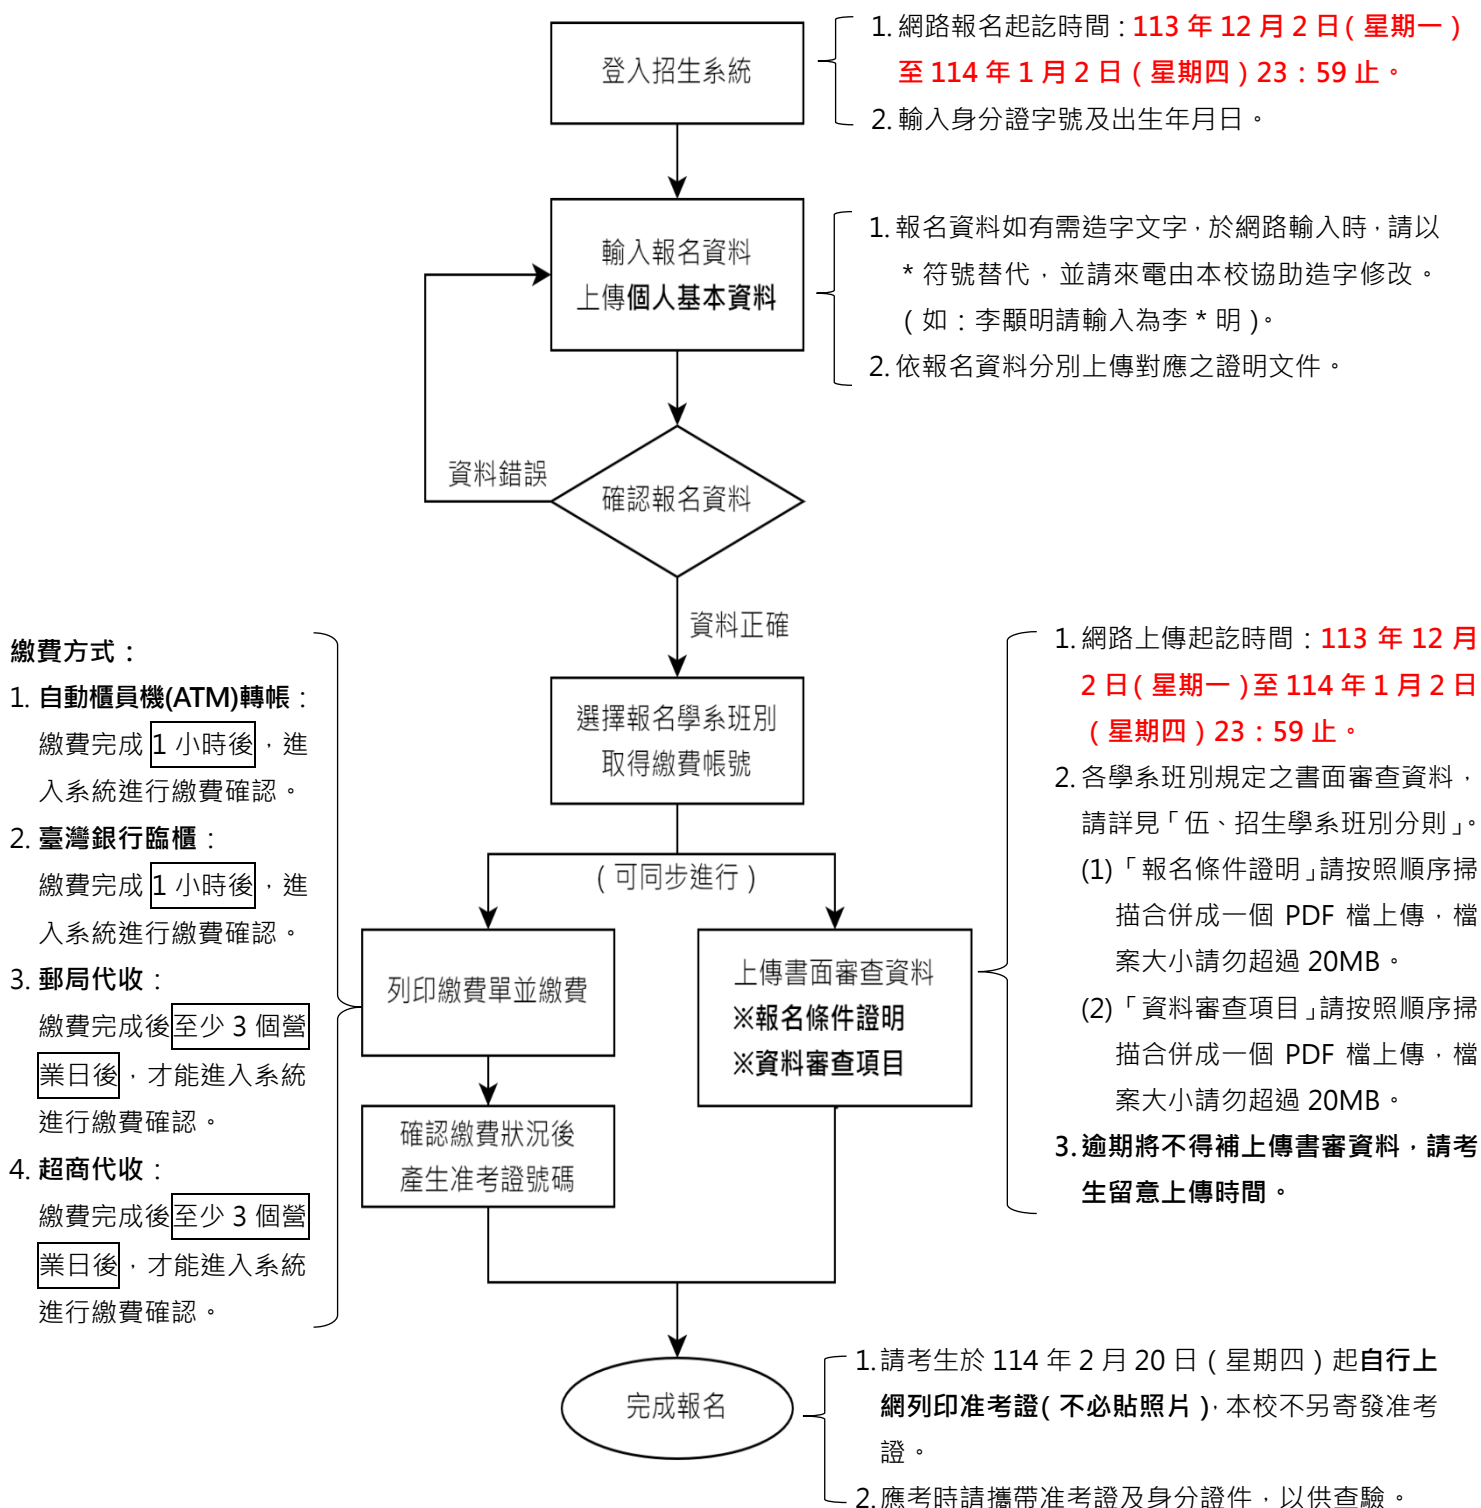 登入招生系統
1. 網路報名起訖時間：113 年 12 月 2 日（星期一）
至 114 年 1 月 2 日（星期四）23：59 止。
2. 輸入身分證字號及出生年月日。
輸入報名資料
上傳個人基本資料
1. 報名資料如有需造字文字，於網路輸入時，請以
＊符號替代，並請來電由本校協助造字修改。
（如：李顒明請輸入為李＊明）。
2. 依報名資料分別上傳對應之證明文件。
資料錯誤
確認報名資料
資料正確
選擇報名學系班別
取得繳費帳號
（可同步進行）
繳費方式：
1. 自動櫃員機(ATM)轉帳：
繳費完成 1 小時後，進
入系統進行繳費確認。
2. 臺灣銀行臨櫃：
繳費完成 1 小時後，進
入系統進行繳費確認。
3. 郵局代收：
繳費完成後至少 3 個營
業日後，才能進入系統
進行繳費確認。
4. 超商代收：
繳費完成後至少 3 個營
業日後，才能進入系統
進行繳費確認。
列印繳費單並繳費
確認繳費狀況後
產生准考證號碼
上傳書面審查資料
※報名條件證明
※資料審查項目
1. 網路上傳起訖時間：113 年 12 月
2 日（星期一）至 114 年 1 月 2 日
（星期四）23：59 止。
2. 各學系班別規定之書面審查資料，
請詳見「伍、招生學系班別分則」。
(1)「報名條件證明」請按照順序掃
描合併成一個 PDF 檔上傳，檔
案大小請勿超過 20MB。
(2)「資料審查項目」請按照順序掃
描合併成一個 PDF 檔上傳，檔
案大小請勿超過 20MB。
3. 逾期將不得補上傳書審資料，請考
生留意上傳時間。
完成報名
1. 請考生於 114 年 2 月 20 日（星期四）起自行上
網列印准考證（不必貼照片），本校不另寄發准考
證。
2. 應考時請攜帶准考證及身分證件，以供查驗。